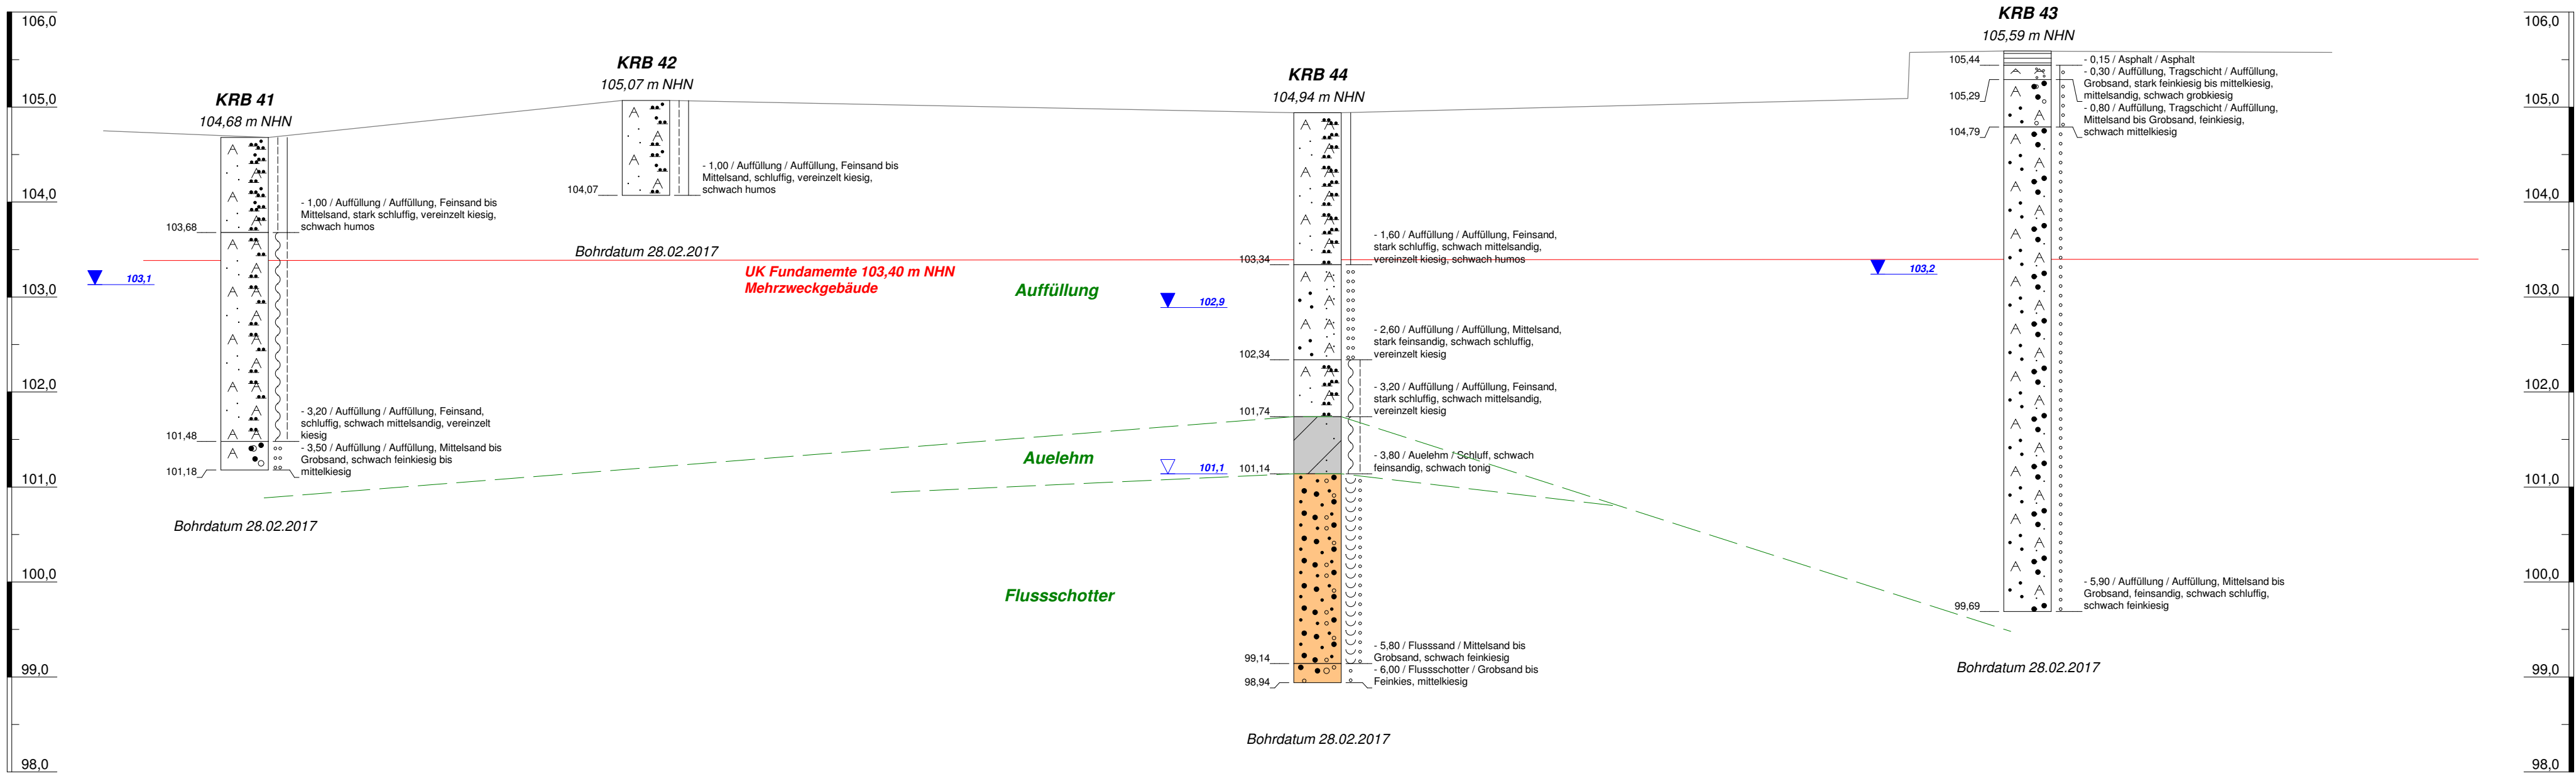 106,0
105,0
104,0
103,0
102,0
101,0
100,0
99,0
98,0
KRB 41
104,68 m NHN
103,68
- 1,00 / Auffüllung / Auffüllung, Feinsand bis
Mittelsand, stark schluffig, vereinzelt kiesig,
schwach humos
103,1
101,48
- 3,20 / Auffüllung / Auffüllung, Feinsand,
schluffig, schwach mittelsandig, vereinzelt
kiesig
101,18
- 3,50 / Auffüllung / Auffüllung, Mittelsand bis
Grobsand, schwach feinkiesig bis
mittelkiesig
Bohrdatum 28.02.2017
KRB 42
105,07 m NHN
104,07
- 1,00 / Auffüllung / Auffüllung, Feinsand bis
Mittelsand, schluffig, vereinzelt kiesig,
schwach humos
Bohrdatum 28.02.2017
UK Fundamemte 103,40 m NHN
Mehrzweckgebäude
Auffüllung
Auelehm
Flussschotter
KRB 44
104,94 m NHN
103,34
- 1,60 / Auffüllung / Auffüllung, Feinsand,
stark schluffig, schwach mittelsandig,
vereinzelt kiesig, schwach humos
102,9
102,34
- 2,60 / Auffüllung / Auffüllung, Mittelsand,
stark feinsandig, schwach schluffig,
vereinzelt kiesig
101,74
- 3,20 / Auffüllung / Auffüllung, Feinsand,
stark schluffig, schwach mittelsandig,
vereinzelt kiesig
101,1
101,14
- 3,80 / Auelehm / Schluff, schwach
feinsandig, schwach tonig
99,14
- 5,80 / Flusssand / Mittelsand bis
Grobsand, schwach feinkiesig
98,94
- 6,00 / Flussschotter / Grobsand bis
Feinkies, mittelkiesig
Bohrdatum 28.02.2017
KRB 43
105,59 m NHN
105,44
- 0,15 / Asphalt / Asphalt
105,29
- 0,30 / Auffüllung, Tragschicht / Auffüllung,
Grobsand, stark feinkiesig bis mittelkiesig,
mittelsandig, schwach grobkiesig
104,79
- 0,80 / Auffüllung, Tragschicht / Auffüllung,
Mittelsand bis Grobsand, feinkiesig,
schwach mittelkiesig
103,2
99,69
- 5,90 / Auffüllung / Auffüllung, Mittelsand bis
Grobsand, feinsandig, schwach schluffig,
schwach feinkiesig
Bohrdatum 28.02.2017
106,0
105,0
104,0
103,0
102,0
101,0
100,0
99,0
98,0